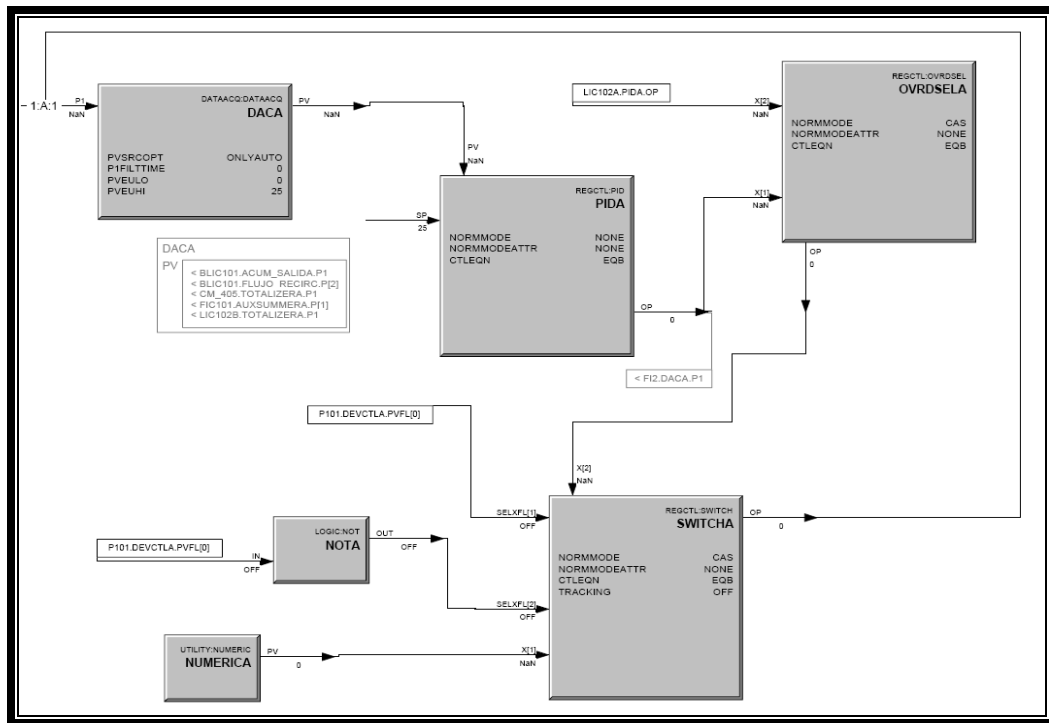 1:A:1
P1
NaN
DATAACQ:DATAACQ
DACA
PVSRCOPT ONLYAUTO
P1FILTTIME 0
PVEULO 0
PVEUHI 25
PV
NaN
DACA
PV
< BLIC101.ACUM_SALIDA.P1
< BLIC101.FLUJO_RECIRC.P[2]
< CM_405.TOTALIZERA.P1
< FIC101.AUXSUMMERA.P[1]
< LIC102B.TOTALIZERA.P1
PV
NaN
SP
25
REGCTL:PID
PIDA
NORMMODE NONE
NORMMODEATTR NONE
CTLEQN EQB
OP
0
< FI2.DACA.P1
LIC102A.PIDA.OP
X[2]
NaN
X[1]
NaN
REGCTL:OVRDSEL
OVRDSELA
NORMMODE CAS
NORMMODEATTR NONE
CTLEQN EQB
OP
0
P101.DEVCTLA.PVFL[0]
X[2]
NaN
SELXFL[1]
OFF
REGCTL:SWITCH
SWITCHA
NORMMODE CAS
NORMMODEATTR NONE
CTLEQN EQB
TRACKING OFF
OP
0
P101.DEVCTLA.PVFL[0]
IN
OFF
LOGIC:NOT
NOTA
OUT
OFF
SELXFL[2]
OFF
UTILITY:NUMERIC
NUMERICA
PV
0
X[1]
NaN